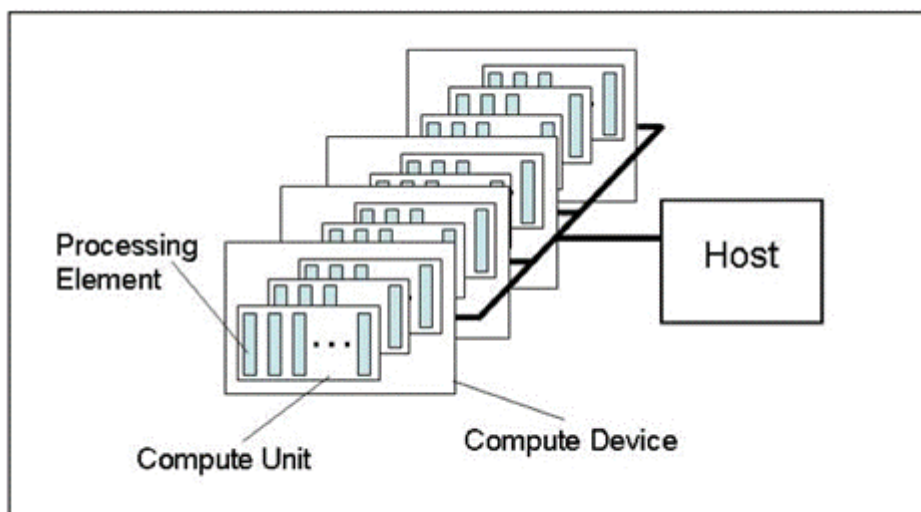 Processing
Element
Host
Compute Device
Compute Unit